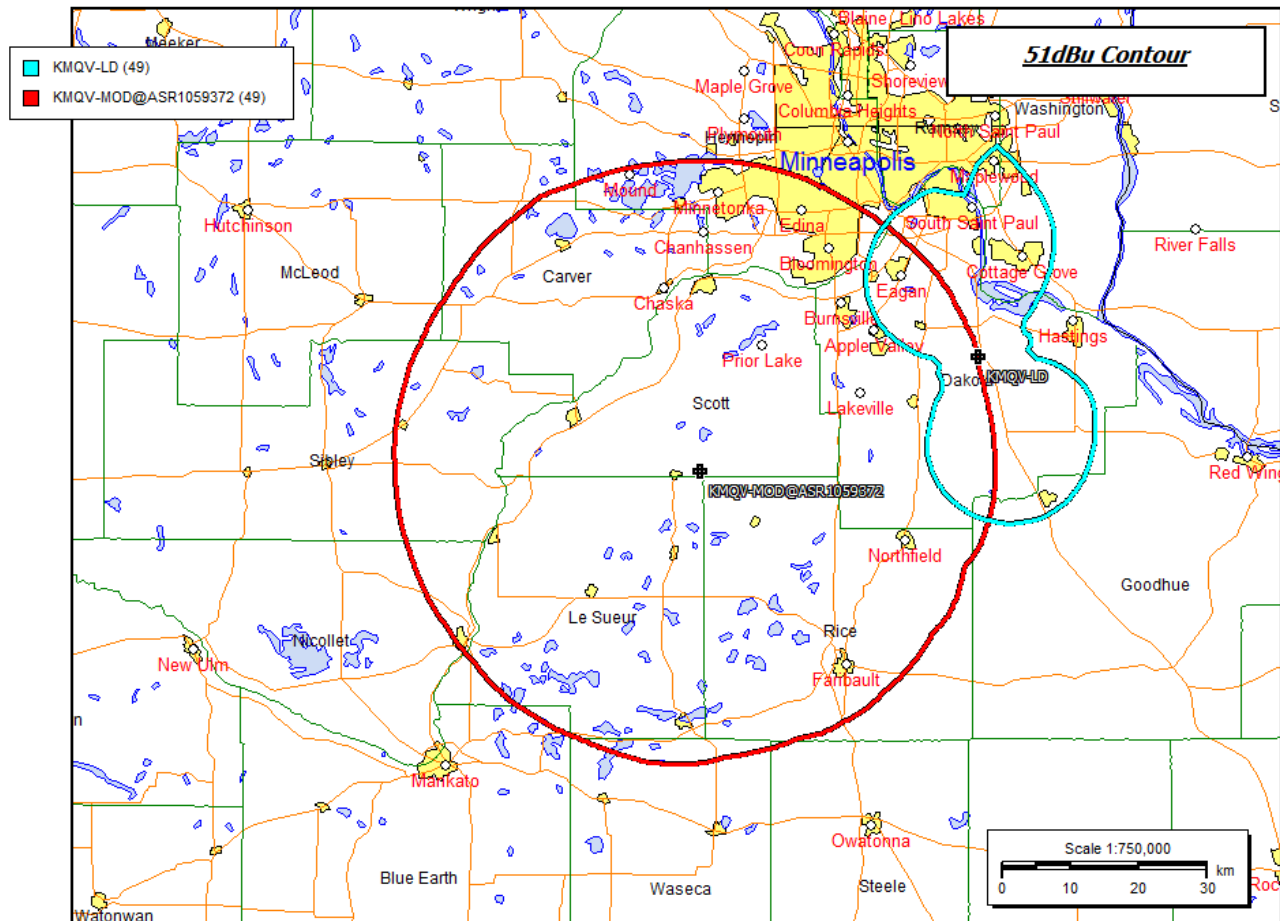 Meeker
Blaine
Lino Lakes
51dBu Contour
KMQV-LD (49)
KMQV-MOD@ASR1059372 (49)
Coon Rapids
Maple Grove
Shoreview
Columbia Heights
Washington
Stillwater
S
Plymouth
Hennepin
Ramsey
North Saint Paul
Minneapolis
Maplewood
Mound
Minnetonka
Hutchinson
Edina
South Saint Paul
Chanhassen
River Falls
Bloomington
McLeod
Carver
Cottage Grove
Eagan
Chaska
Burnsville
Hastings
Apple Valley
Prior Lake
KMQV-LD
Dakota
Scott
Lakeville
Sibley
Red Wing
KMQV-MOD@ASR1059372
Northfield
Goodhue
Le Sueur
Rice
Nicollet
New Ulm
Faribault
n
Mankato
Owatonna
Scale 1:750,000
km
0 10 20 30
Blue Earth
Waseca
Steele
Roc
Watonwan